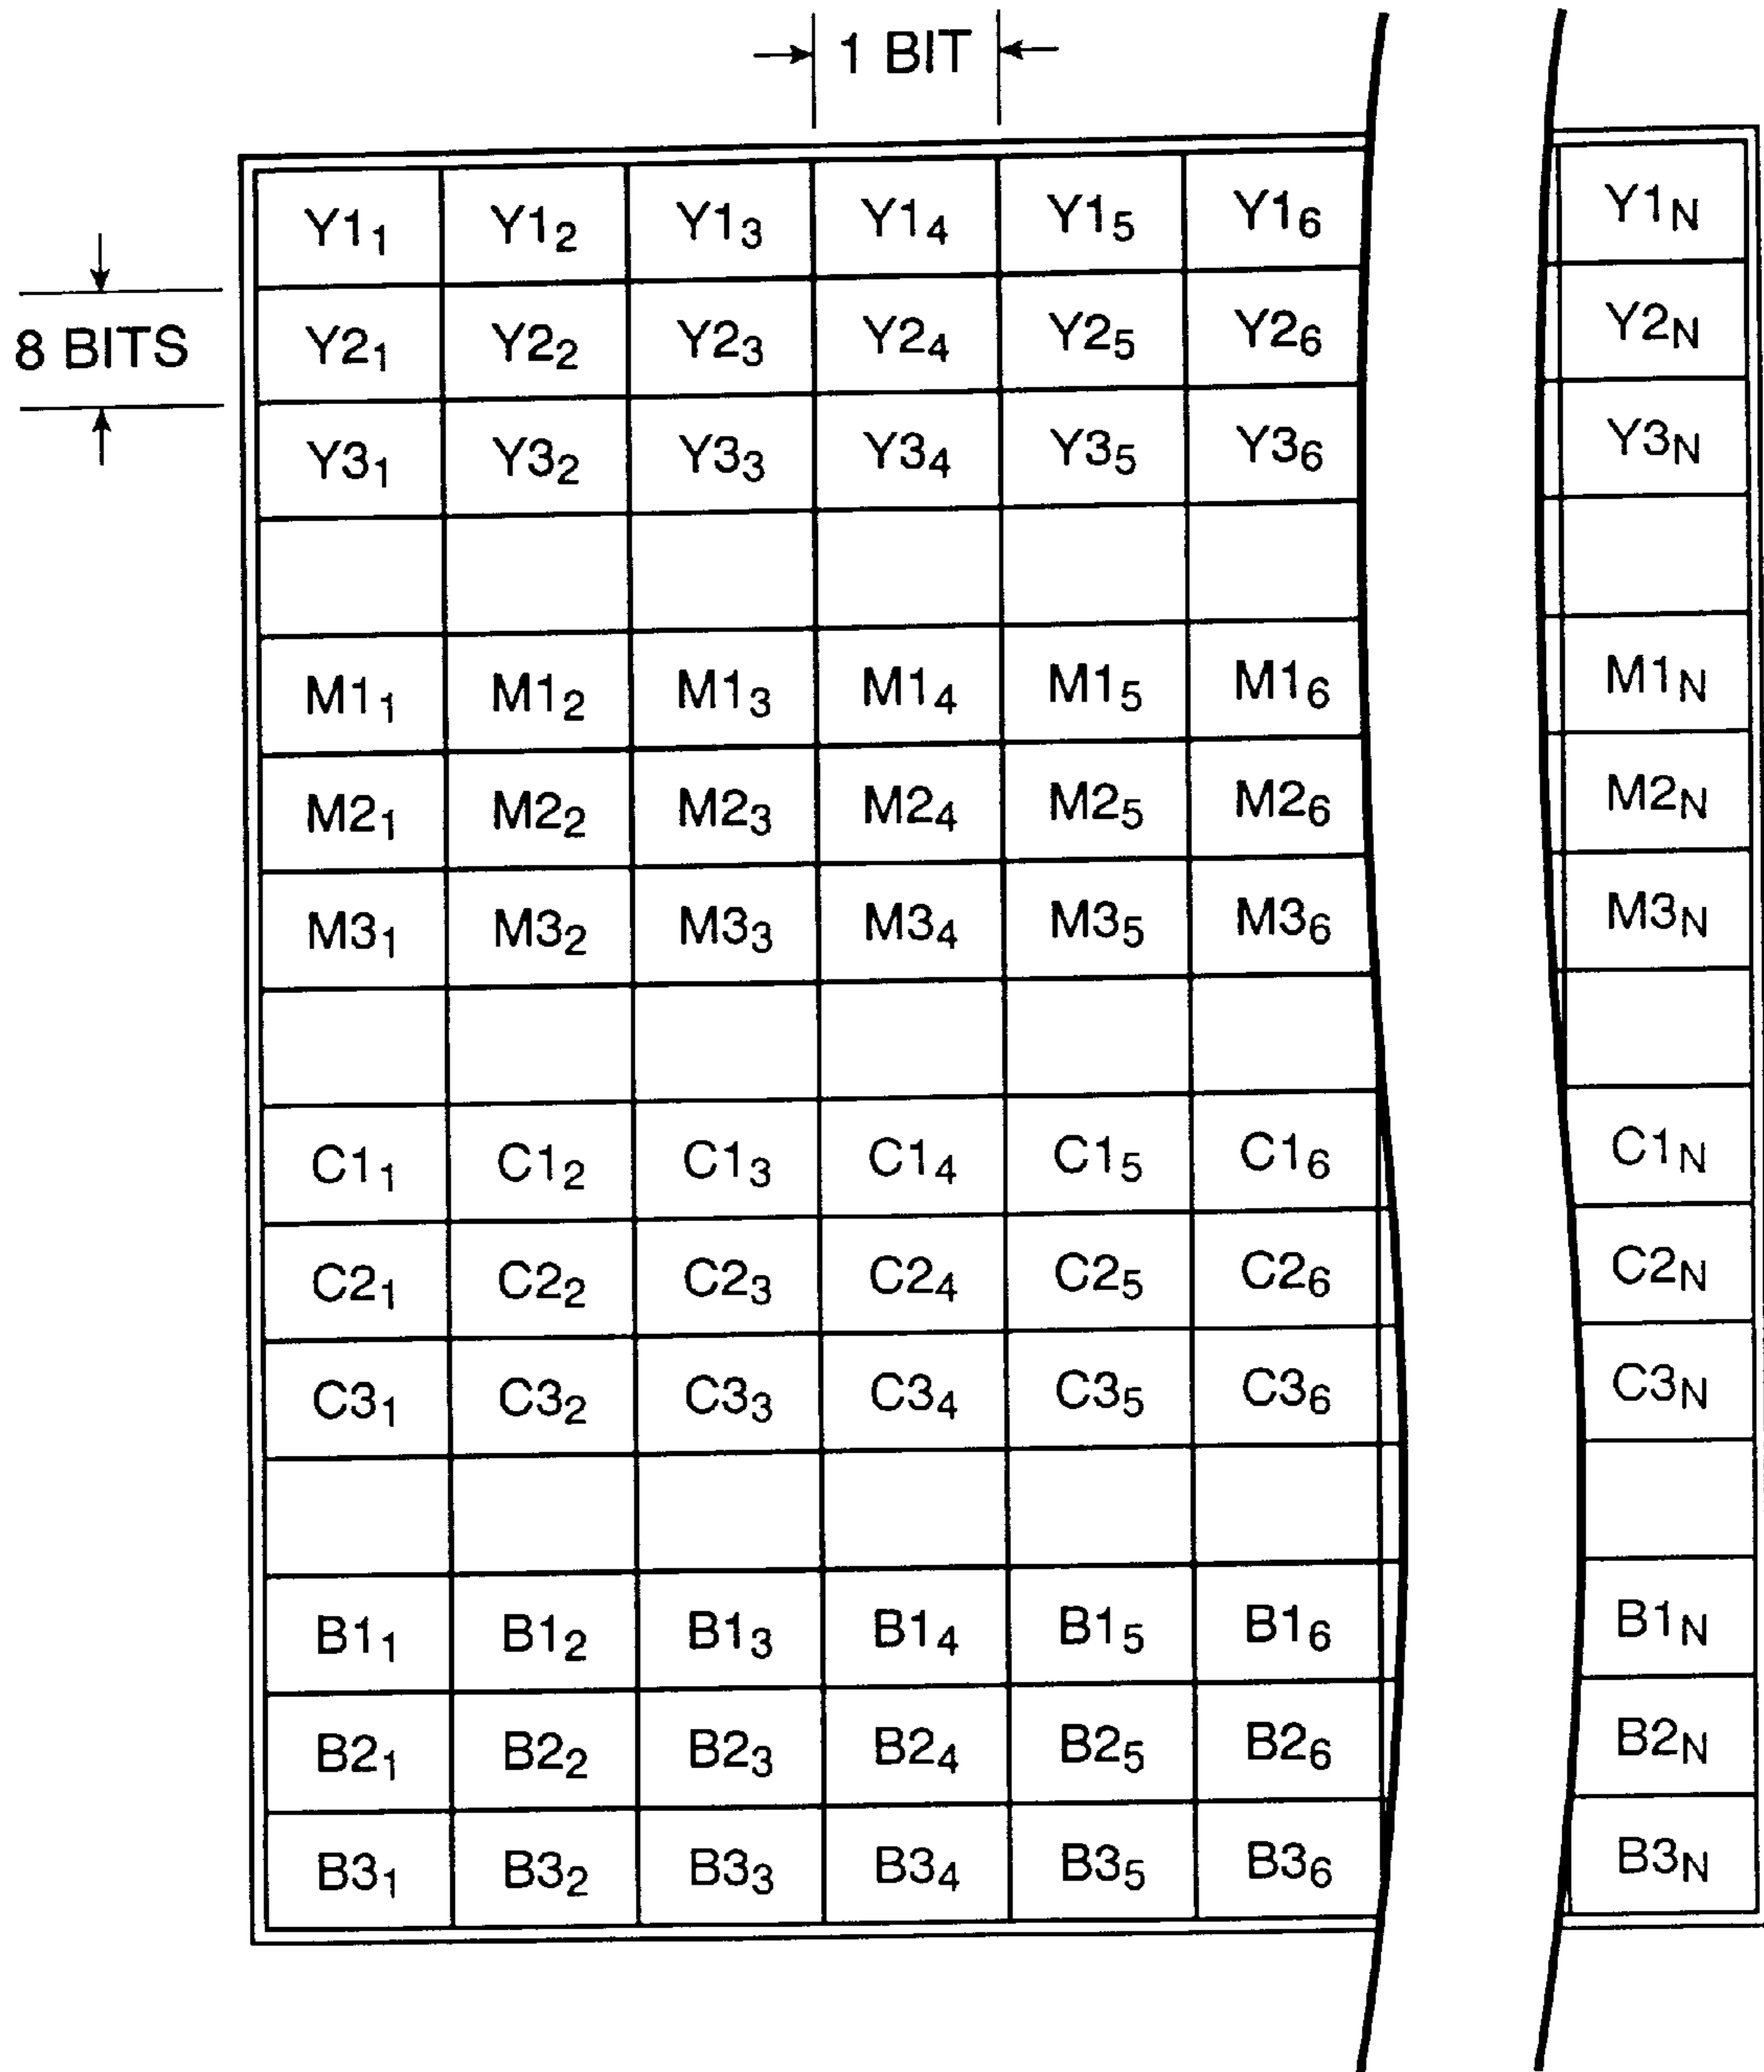 1 BIT
Y1₁ Y1₂ Y1₃ Y1₄ Y1₅ Y1₆ Y1N
8 BITS Y2₁ Y2₂ Y2₃ Y2₄ Y2₅ Y2₆ Y2N
Y3₁ Y3₂ Y3₃ Y3₄ Y3₅ Y3₆ Y3N
M1₁ M1₂ M1₃ M1₄ M1₅ M1₆ M1N
M2₁ M2₂ M2₃ M2₄ M2₅ M2₆ M2N
M3₁ M3₂ M3₃ M3₄ M3₅ M3₆ M3N
C1₁ C1₂ C1₃ C1₄ C1₅ C1₆ C1N
C2₁ C2₂ C2₃ C2₄ C2₅ C2₆ C2N
C3₁ C3₂ C3₃ C3₄ C3₅ C3₆ C3N
B1₁ B1₂ B1₃ B1₄ B1₅ B1₆ B1N
B2₁ B2₂ B2₃ B2₄ B2₅ B2₆ B2N
B3₁ B3₂ B3₃ B3₄ B3₅ B3₆ B3N